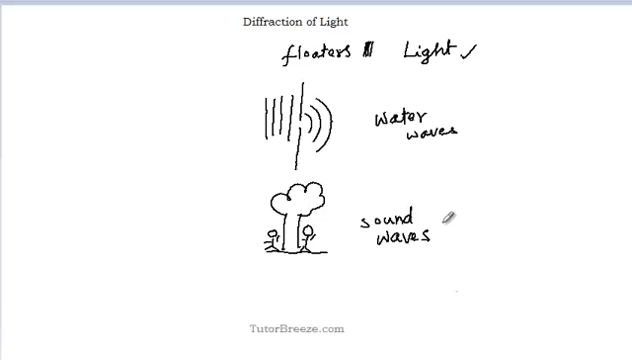 Diffraction of Light
floaters Light
water
waves
sound
waves
TutorBreeze.com